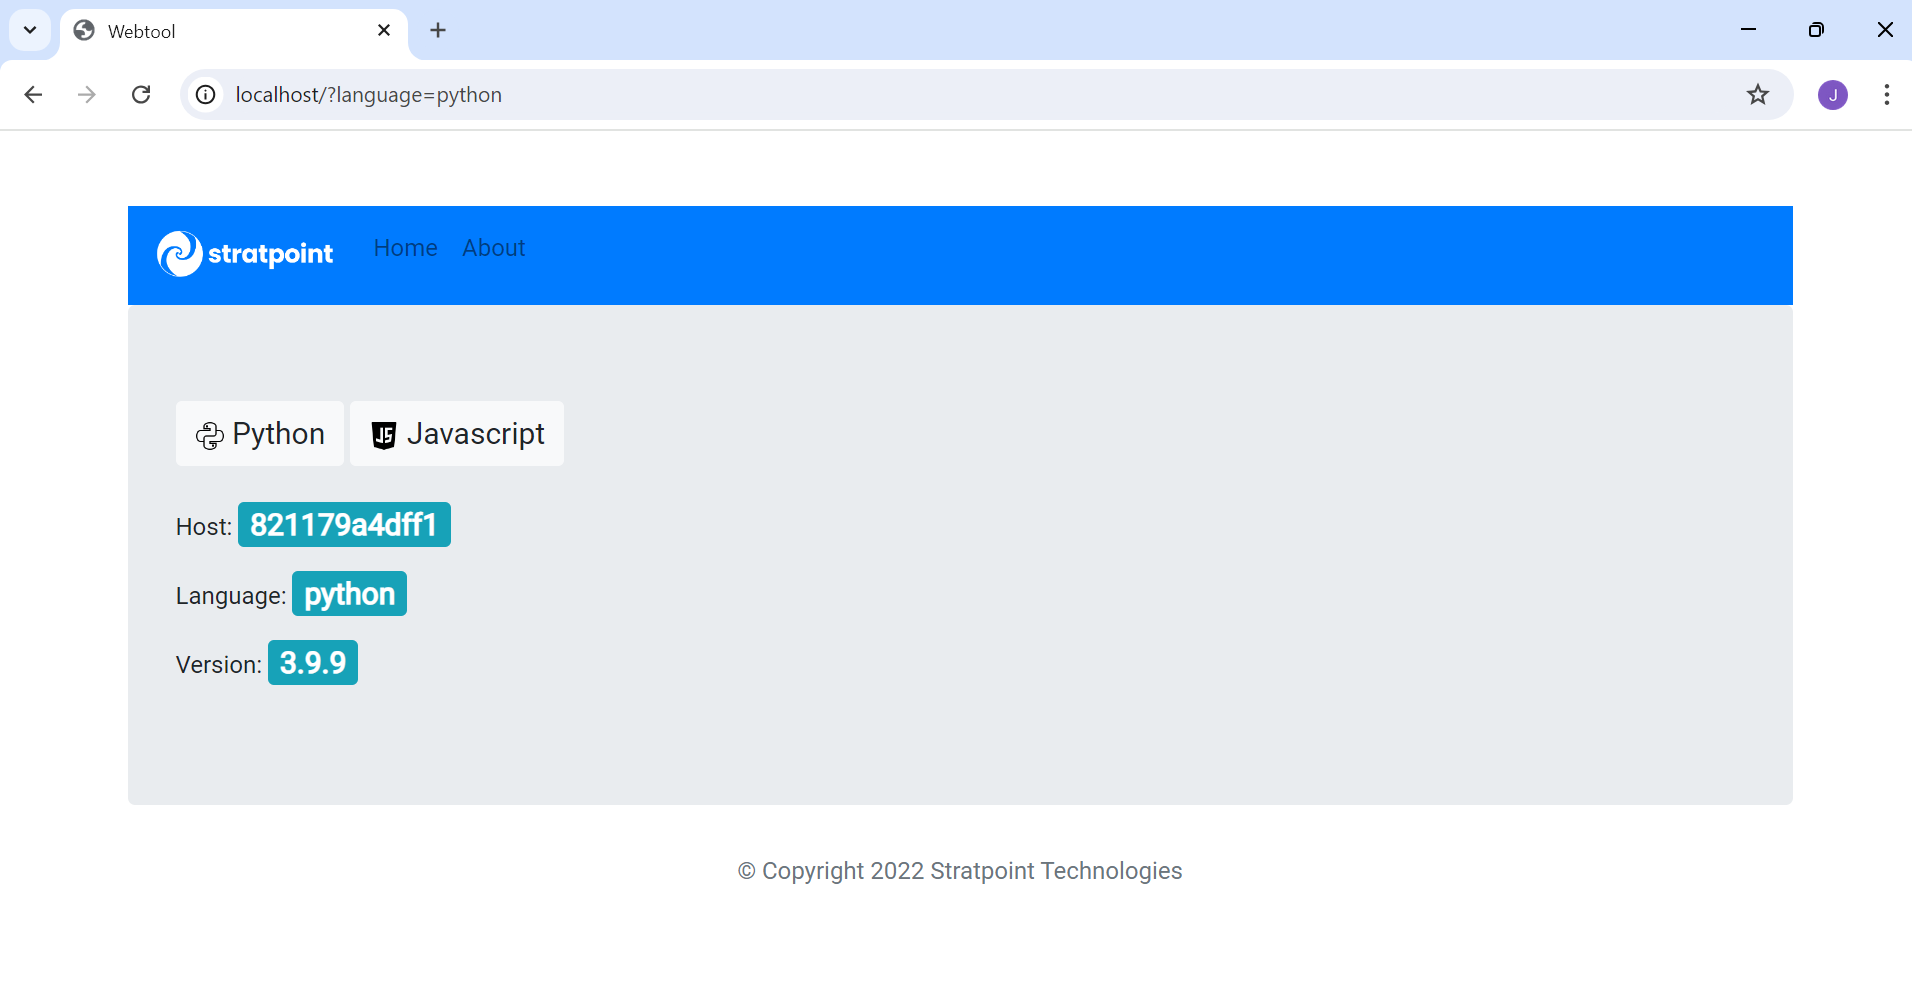 Webtool
localhost/?language=python
J
stratpoint Home About
Python Javascript
Host: 821179a4dff1
Language: python
Version: 3.9.9
© Copyright 2022 Stratpoint Technologies